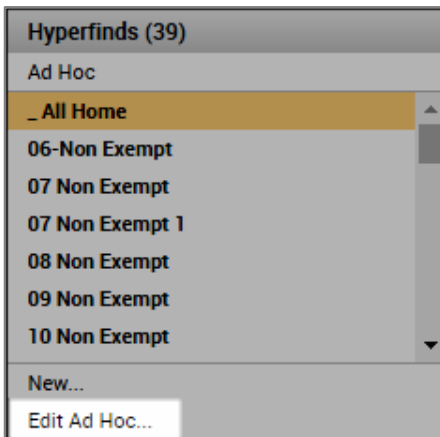 Hyperfinds (39)
Ad Hoc
_ All Home
06-Non Exempt
07 Non Exempt
07 Non Exempt 1
08 Non Exempt
09 Non Exempt
10 Non Exempt
New...
Edit Ad Hoc...